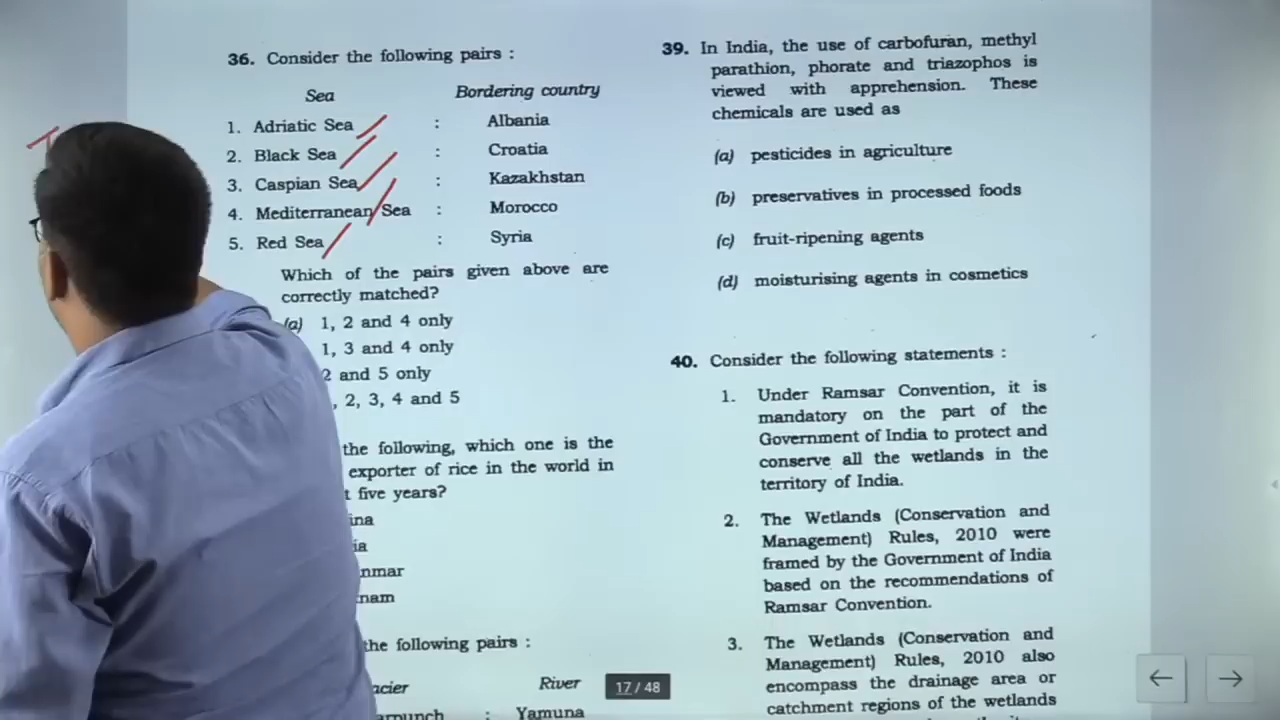 36. Consider the following pairs :
Sea Bordering country
1. Adriatic Sea : Albania
2. Black Sea : Croatia
3. Caspian Sea : Kazakhstan
4. Mediterranean Sea : Morocco
5. Red Sea : Syria
Which of the pairs given above are
correctly matched?
(a) 1, 2 and 4 only
1, 3 and 4 only
2 and 5 only
, 2, 3, 4 and 5
the following, which one is the
exporter of rice in the world in
five years?
the following pairs :
River
: Yamuna
39. In India, the use of carbofuran, methyl
parathion, phorate and triazophos is
viewed with apprehension. These
chemicals are used as
(a) pesticides in agriculture
(b) preservatives in processed foods
(c) fruit-ripening agents
(d) moisturising agents in cosmetics
40. Consider the following statements :
1. Under Ramsar Convention, it is
mandatory on the part of the
Government of India to protect and
conserve all the wetlands in the
territory of India.
2. The Wetlands (Conservation and
Management) Rules, 2010 were
framed by the Government of India
based on the recommendations of
Ramsar Convention.
3. The Wetlands (Conservation and
Management) Rules, 2010 also
encompass the drainage area or
catchment regions of the wetlands
17 / 48